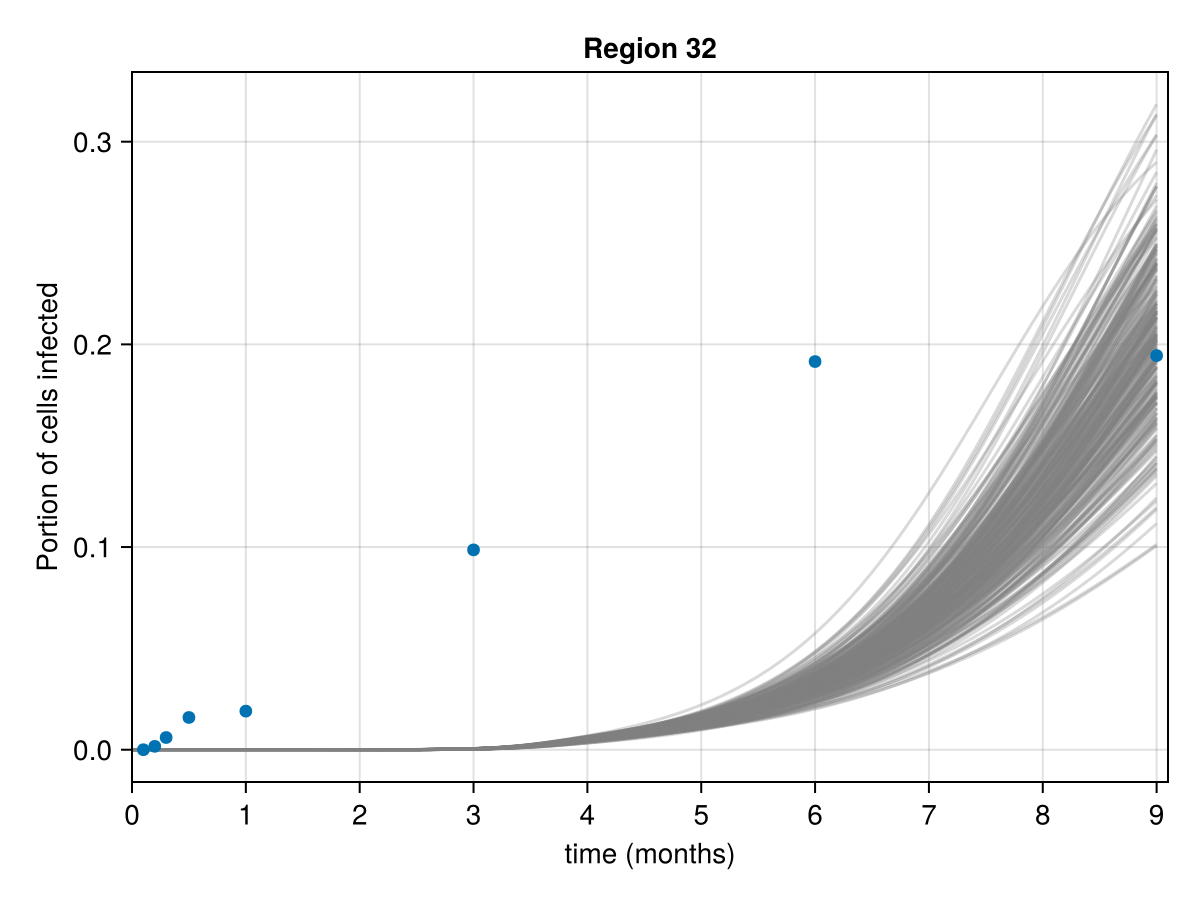 Region 32
Portion of cells infected
0.3
0.2
0.1
0.0
0 1 2 3 4 5 6 7 8 9
time (months)